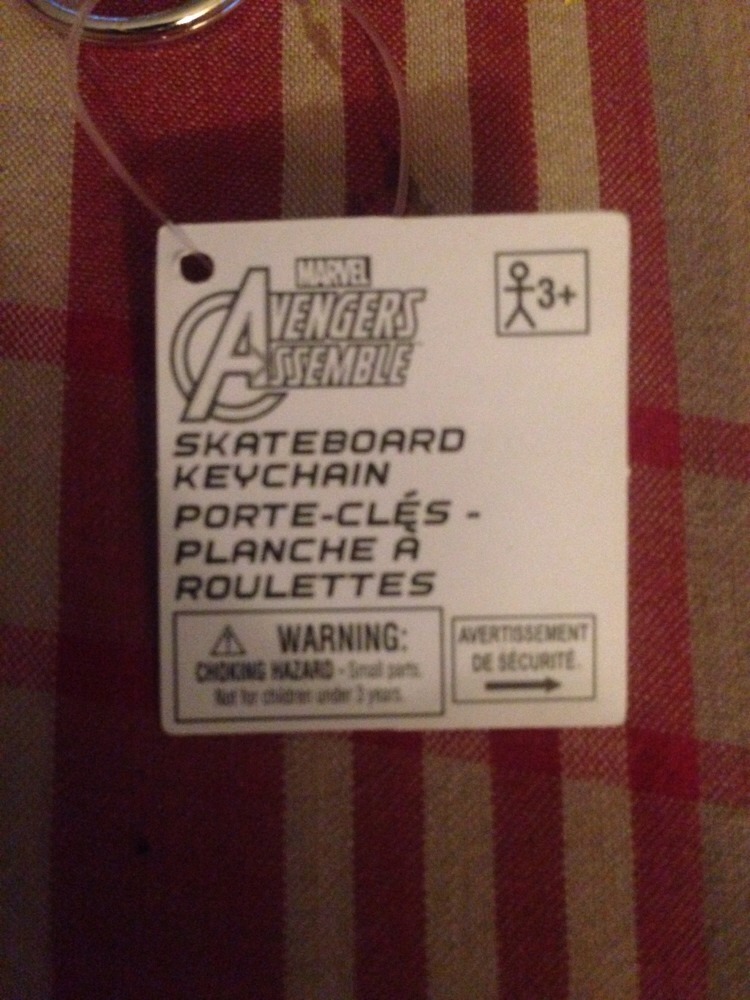 MARVEL
AVENGERS
ASSEMBLE
3+
SKATEBOARD
KEYCHAIN
PORTE-CLÉS -
PLANCHE À
ROULETTES
WARNING:
CHOKING HAZARD - Small parts.
Not for children under 3 years.
AVERTISSEMENT
DE SÉCURITÉ.